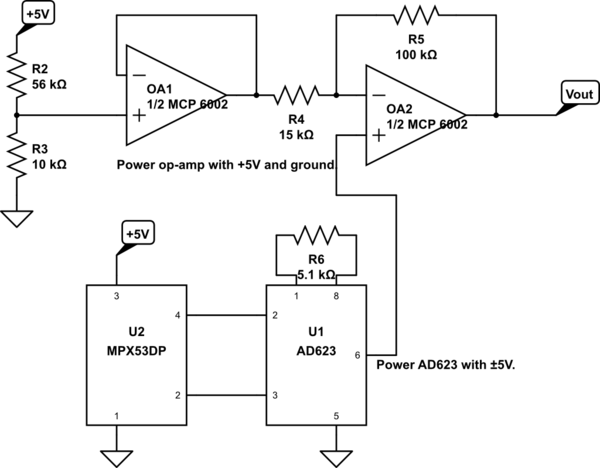 +5V
R2
56 kΩ
R3
10 kΩ
−
+
OA1
1/2 MCP 6002
R4
15 kΩ
R5
100 kΩ
−
+
OA2
1/2 MCP 6002
Vout
Power op-amp with +5V and ground.
+5V
3
U2
MPX53DP
4
2
1
R6
5.1 kΩ
1
8
2
U1
AD623
3
6
5
Power AD623 with ±5V.